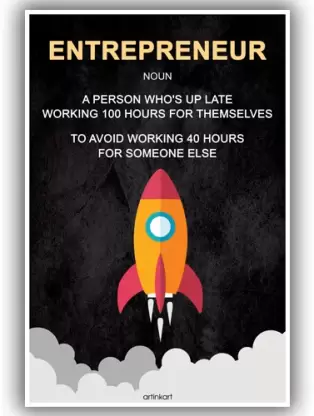 ENTREPRENEUR
NOUN
A PERSON WHO'S UP LATE
WORKING 100 HOURS FOR THEMSELVES
TO AVOID WORKING 40 HOURS
FOR SOMEONE ELSE
artinkart